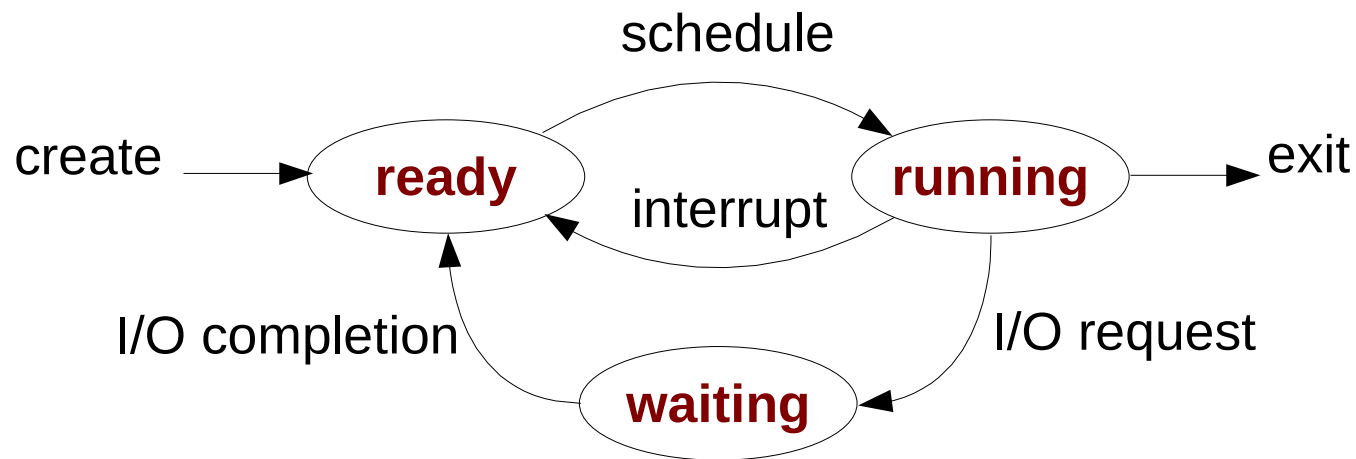 schedule
create
ready
running
exit
interrupt
I/O completion
I/O request
waiting